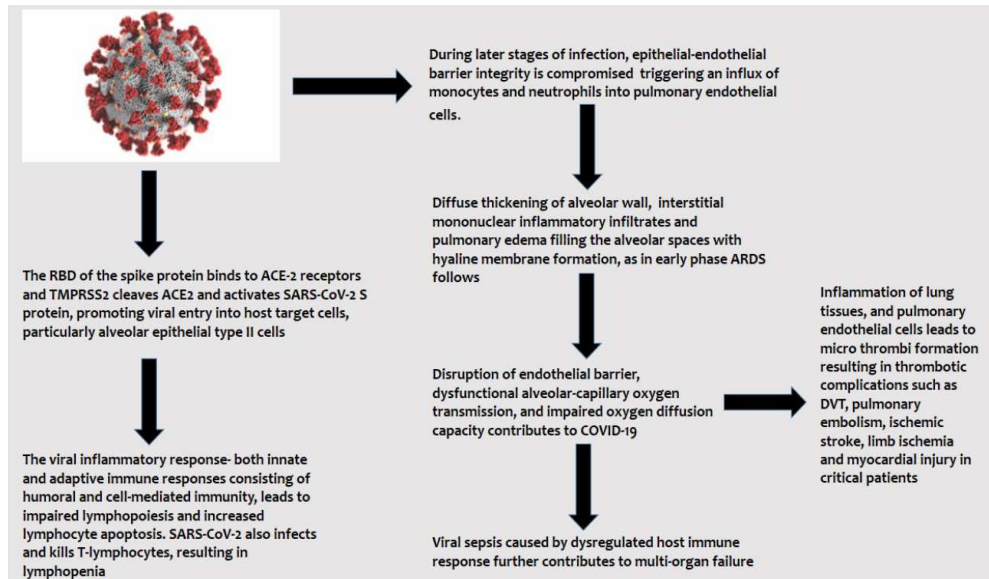 The RBD of the spike protein binds to ACE-2 receptors
and TMPRSS2 cleaves ACE2 and activates SARS-CoV-2 S
protein, promoting viral entry into host target cells,
particularly alveolar epithelial type II cells
The viral inflammatory response- both innate
and adaptive immune responses consisting of
humoral and cell-mediated immunity, leads to
impaired lymphopoiesis and increased
lymphocyte apoptosis. SARS-CoV-2 also infects
and kills T-lymphocytes, resulting in
lymphopenia
During later stages of infection, epithelial-endothelial
barrier integrity is compromised triggering an influx of
monocytes and neutrophils into pulmonary endothelial
cells.
Diffuse thickening of alveolar wall, interstitial
mononuclear inflammatory infiltrates and
pulmonary edema filling the alveolar spaces with
hyaline membrane formation, as in early phase ARDS
follows
Disruption of endothelial barrier,
dysfunctional alveolar-capillary oxygen
transmission, and impaired oxygen diffusion
capacity contributes to COVID-19
Viral sepsis caused by dysregulated host immune
response further contributes to multi-organ failure
Inflammation of lung
tissues, and pulmonary
endothelial cells leads to
micro thrombi formation
resulting in thrombotic
complications such as
DVT, pulmonary
embolism, ischemic
stroke, limb ischemia
and myocardial injury in
critical patients